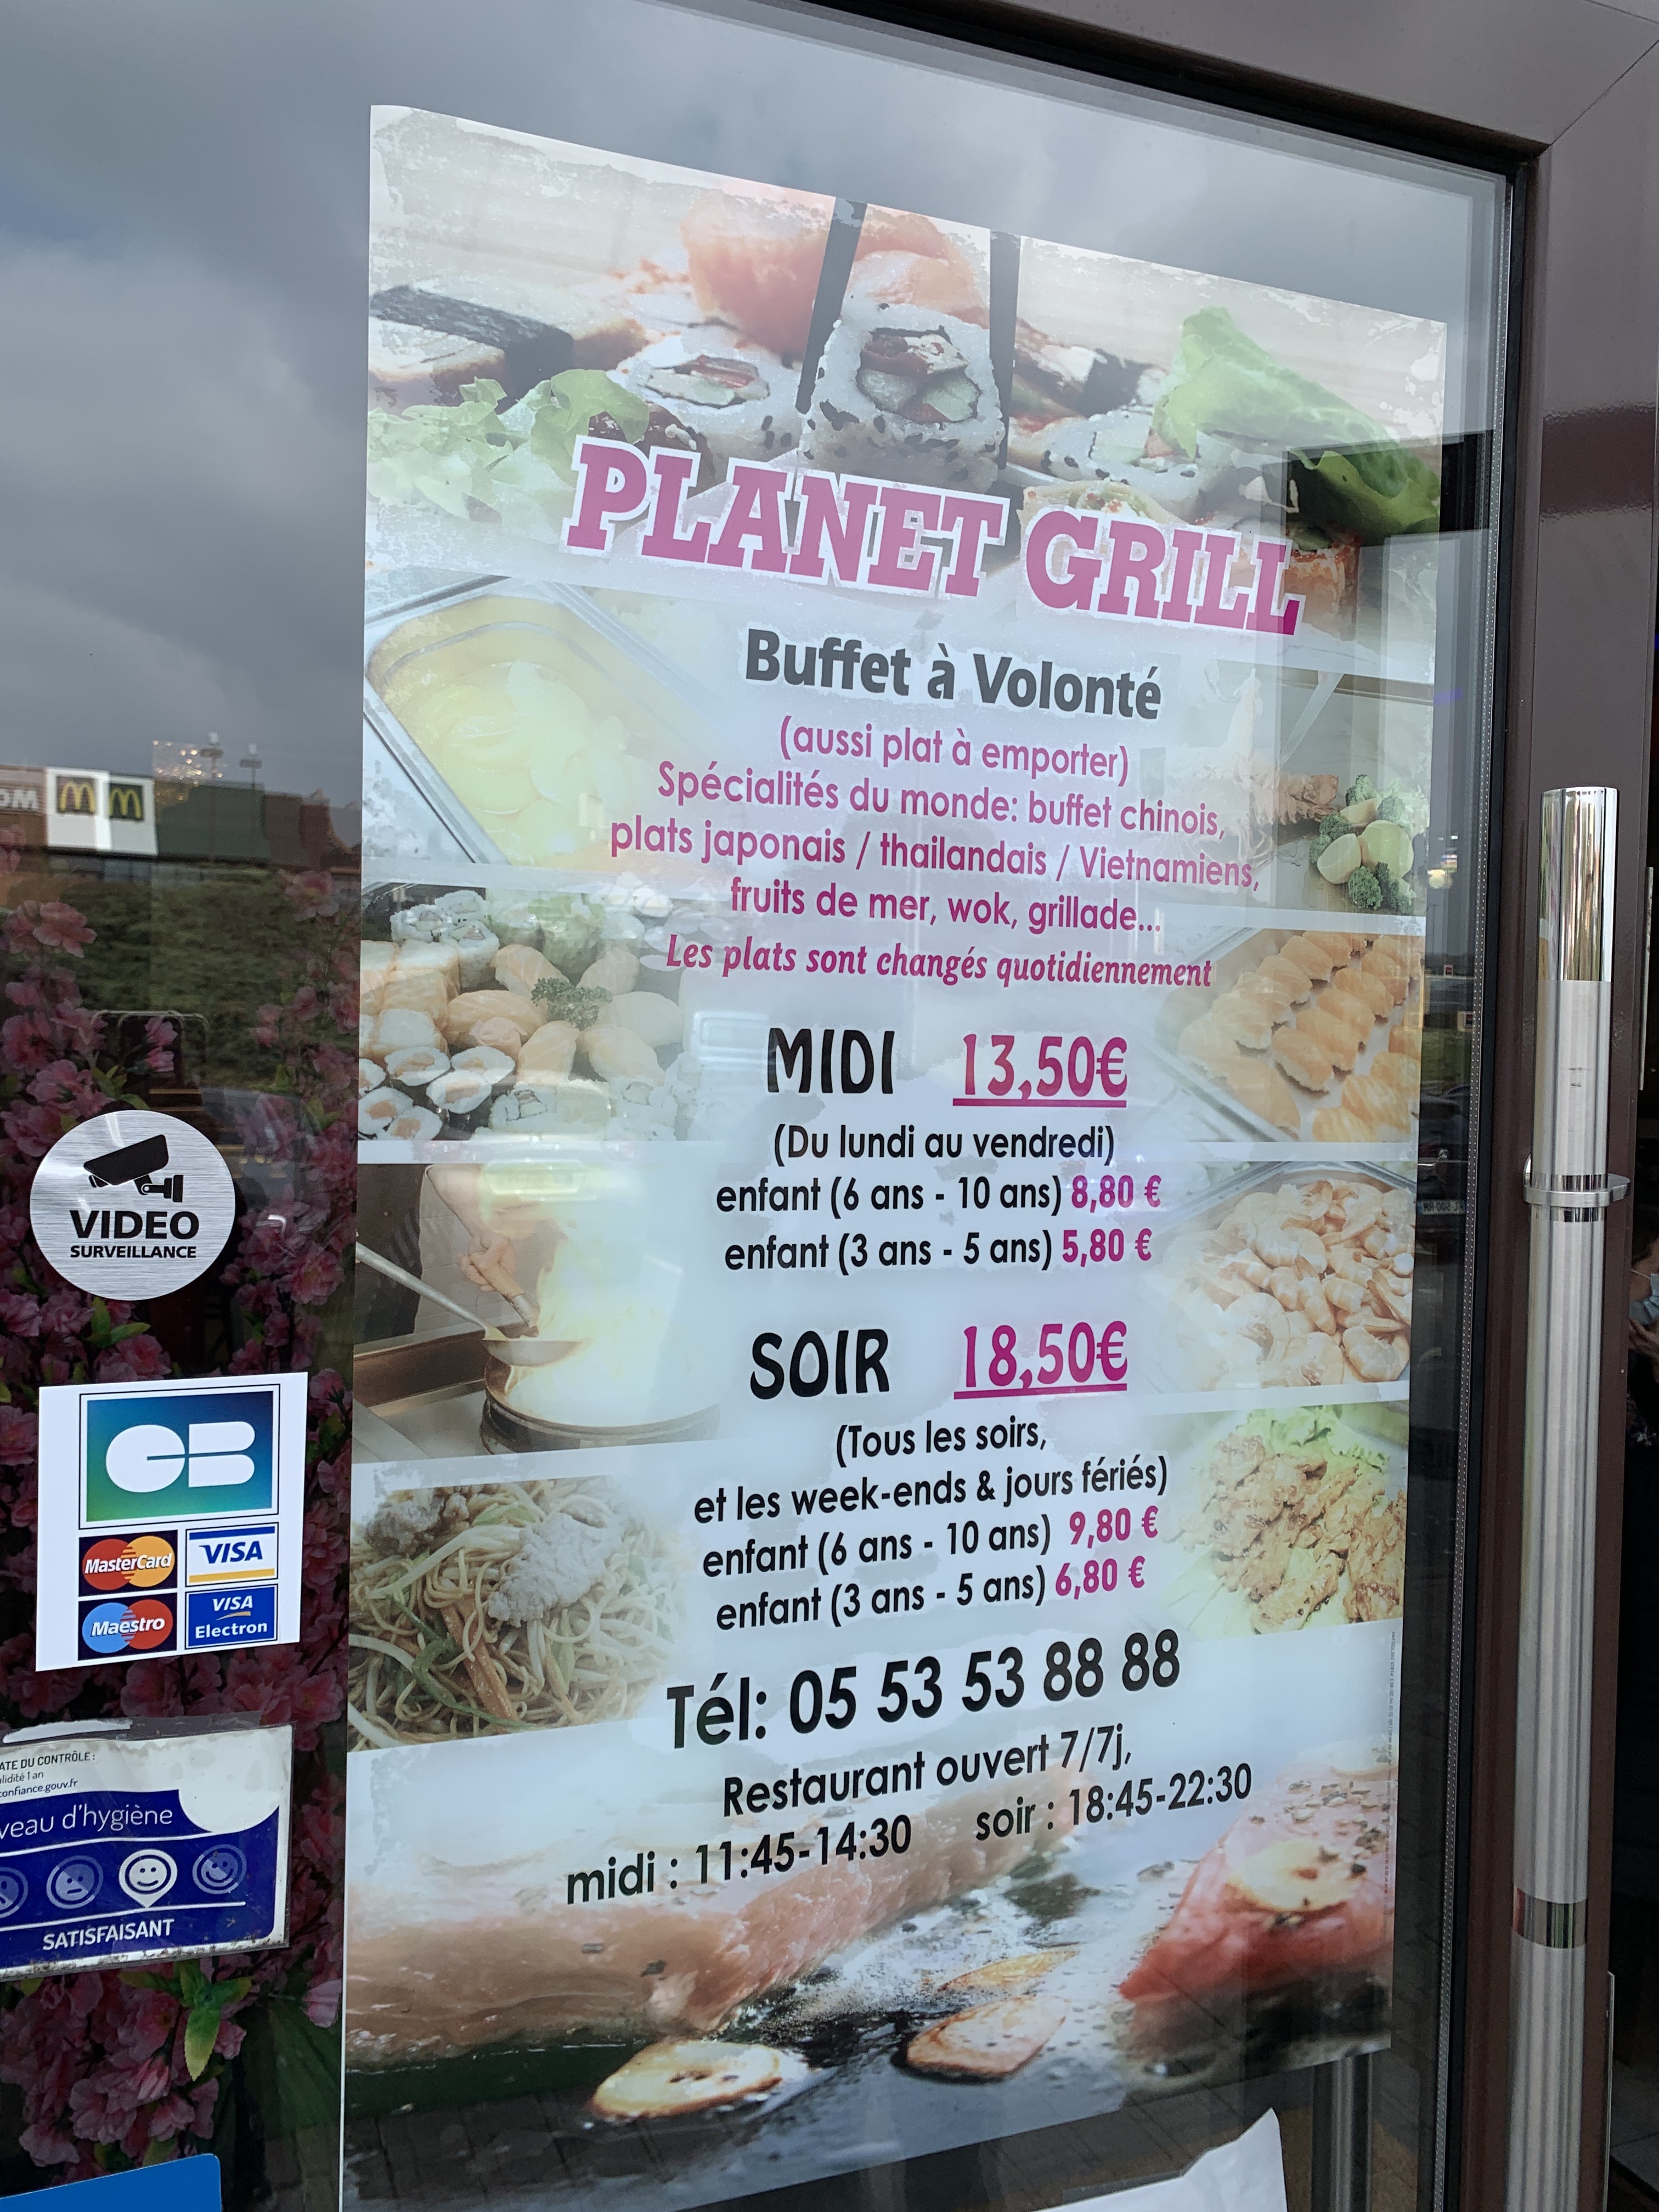 PLANET GRILL
Buffet à Volonté
(aussi plat à emporter)
Spécialités du monde: buffet chinois,
plats japonais / thailandais / Vietnamiens,
fruits de mer, wok, grillade...
Les plats sont changés quotidiennement
MIDI 13,50€
(Du lundi au vendredi)
enfant (6 ans - 10 ans) 8,80 €
enfant (3 ans - 5 ans) 5,80 €
SOIR 18,50€
(Tous les soirs,
et les week-ends & jours fériés)
enfant (6 ans - 10 ans) 9,80 €
enfant (3 ans - 5 ans) 6,80 €
Tél: 05 53 53 88 88
Restaurant ouvert 7/7j,
midi : 11:45-14:30 soir : 18:45-22:30
VIDEO
SURVEILLANCE
CB
MasterCard VISA
Maestro VISA
Electron
DU CONTRÔLE :
1 an
d'hygiène
SATISFAISANT